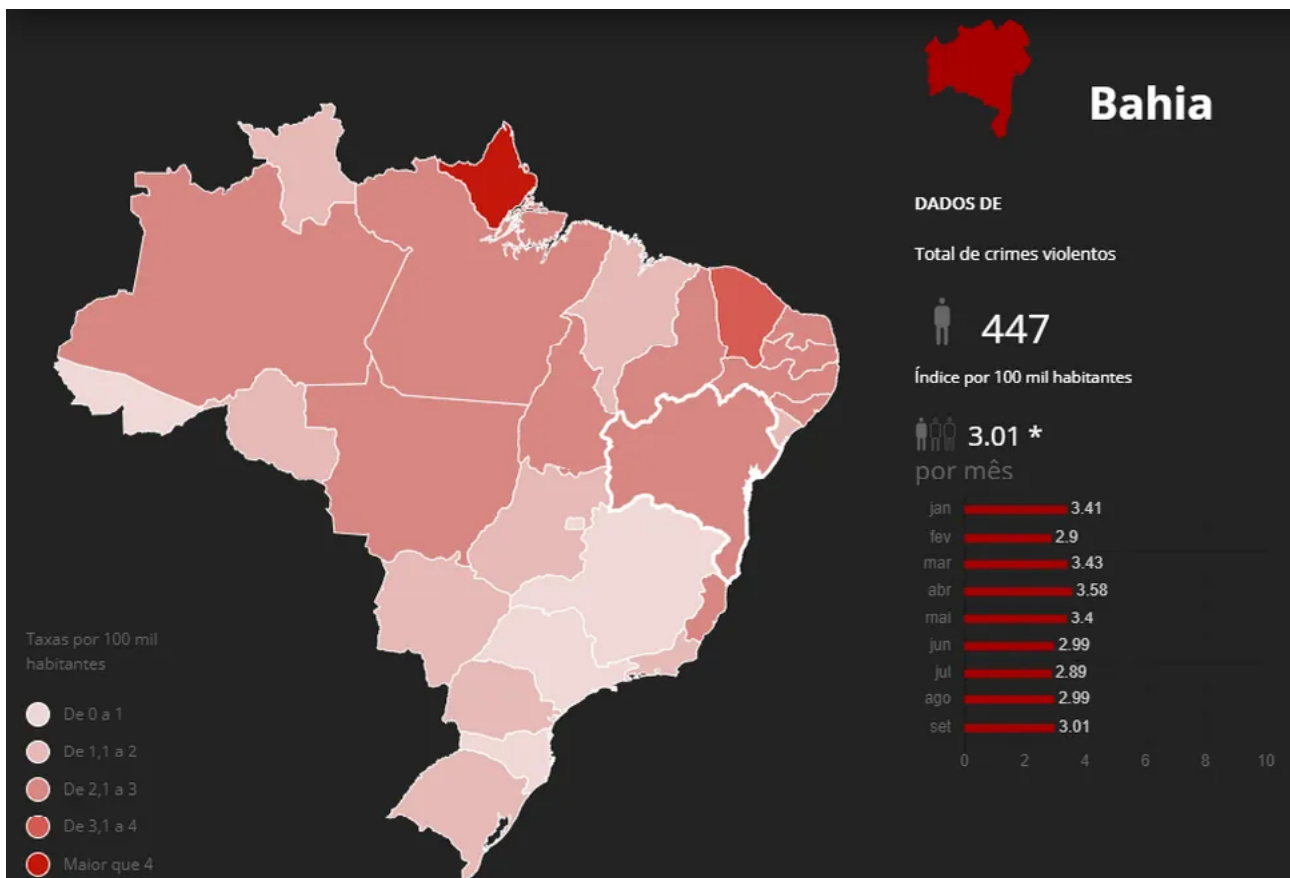 Bahia
DADOS DE
Total de crimes violentos
447
Índice por 100 mil habitantes
3.01 *
por mês
jan 3.41
fev 2.9
mar 3.43
abr 3.58
mai 3.4
jun 2.99
jul 2.89
ago 2.99
set 3.01
0 2 4 6 8 10
Taxas por 100 mil
habitantes
De 0 a 1
De 1,1 a 2
De 2,1 a 3
De 3,1 a 4
Maior que 4